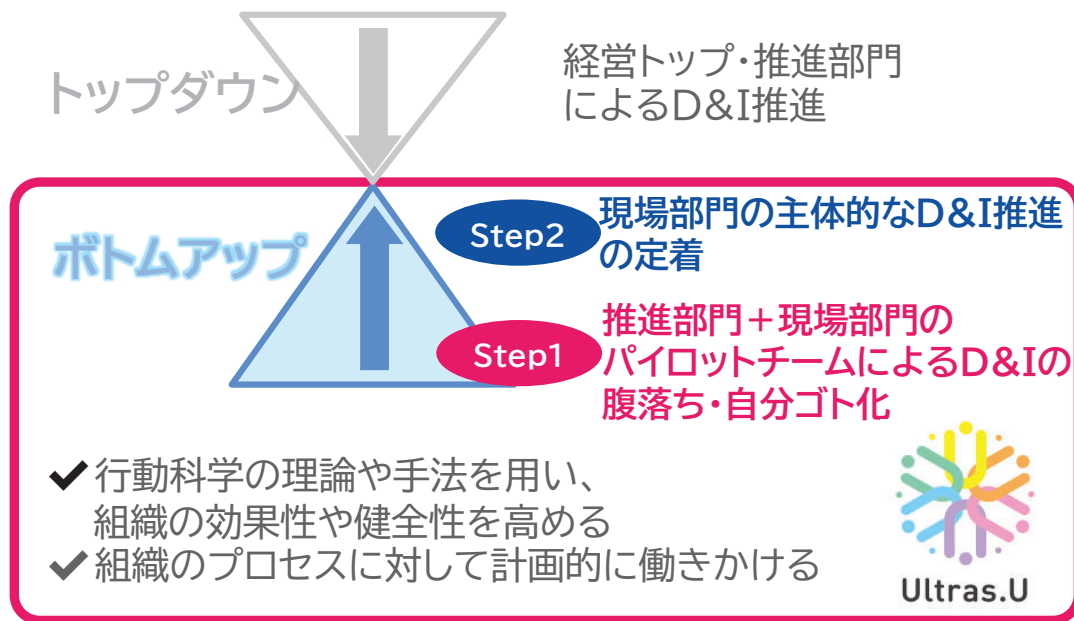 トップダウン
経営トップ・推進部門
によるD&I推進
ボトムアップ
Step2
現場部門の主体的なD&I推進
の定着
Step1
推進部門＋現場部門の
パイロットチームによるD&Iの
腹落ち・自分ゴト化
✔行動科学の理論や手法を用い、
組織の効果性や健全性を高める
✔組織のプロセスに対して計画的に働きかける
Ultras.U